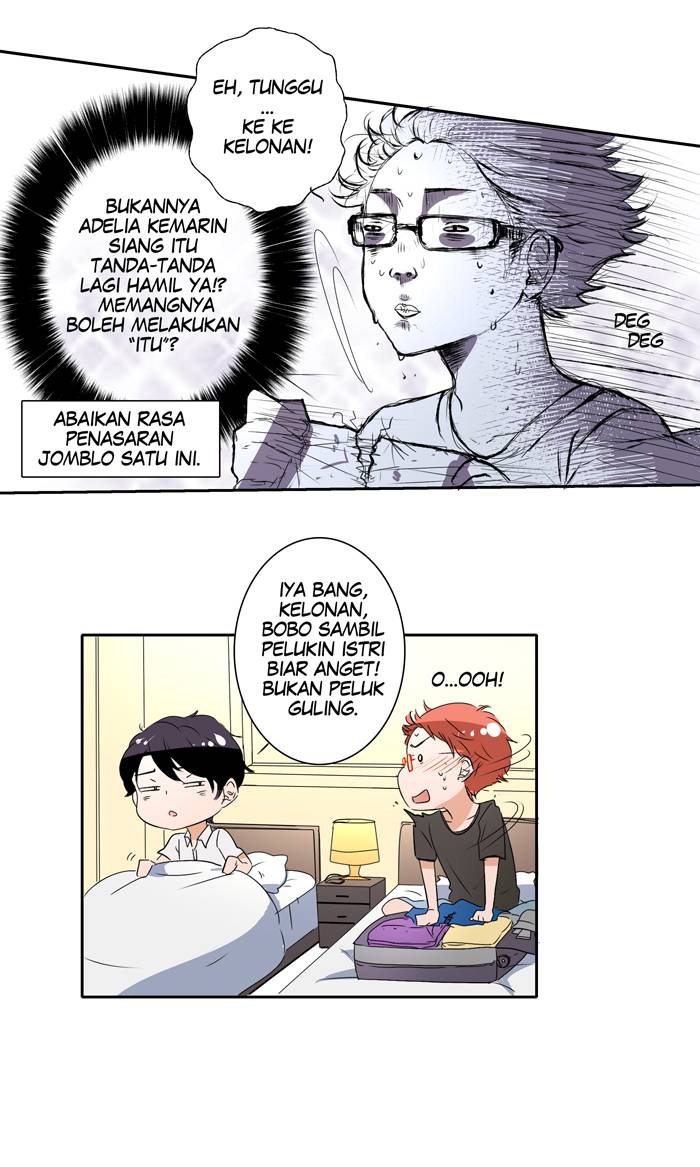 EH, TUNGGU
...
KE KE
KELONAN!
BUKANNYA
ADELIA KEMARIN
SIANG ITU
TANDA-TANDA
LAGI HAMIL YA!?
MEMANGNYA
BOLEH MELAKUKAN
"ITU"?
DEG
DEG
ABAIKAN RASA
PENASARAN
JOMBLO SATU INI.
IYA BANG,
KELONAN,
BOBO SAMBIL
PELUKIN ISTRI
BIAR ANGET!
BUKAN PELUK
GULING.
O...OOH!